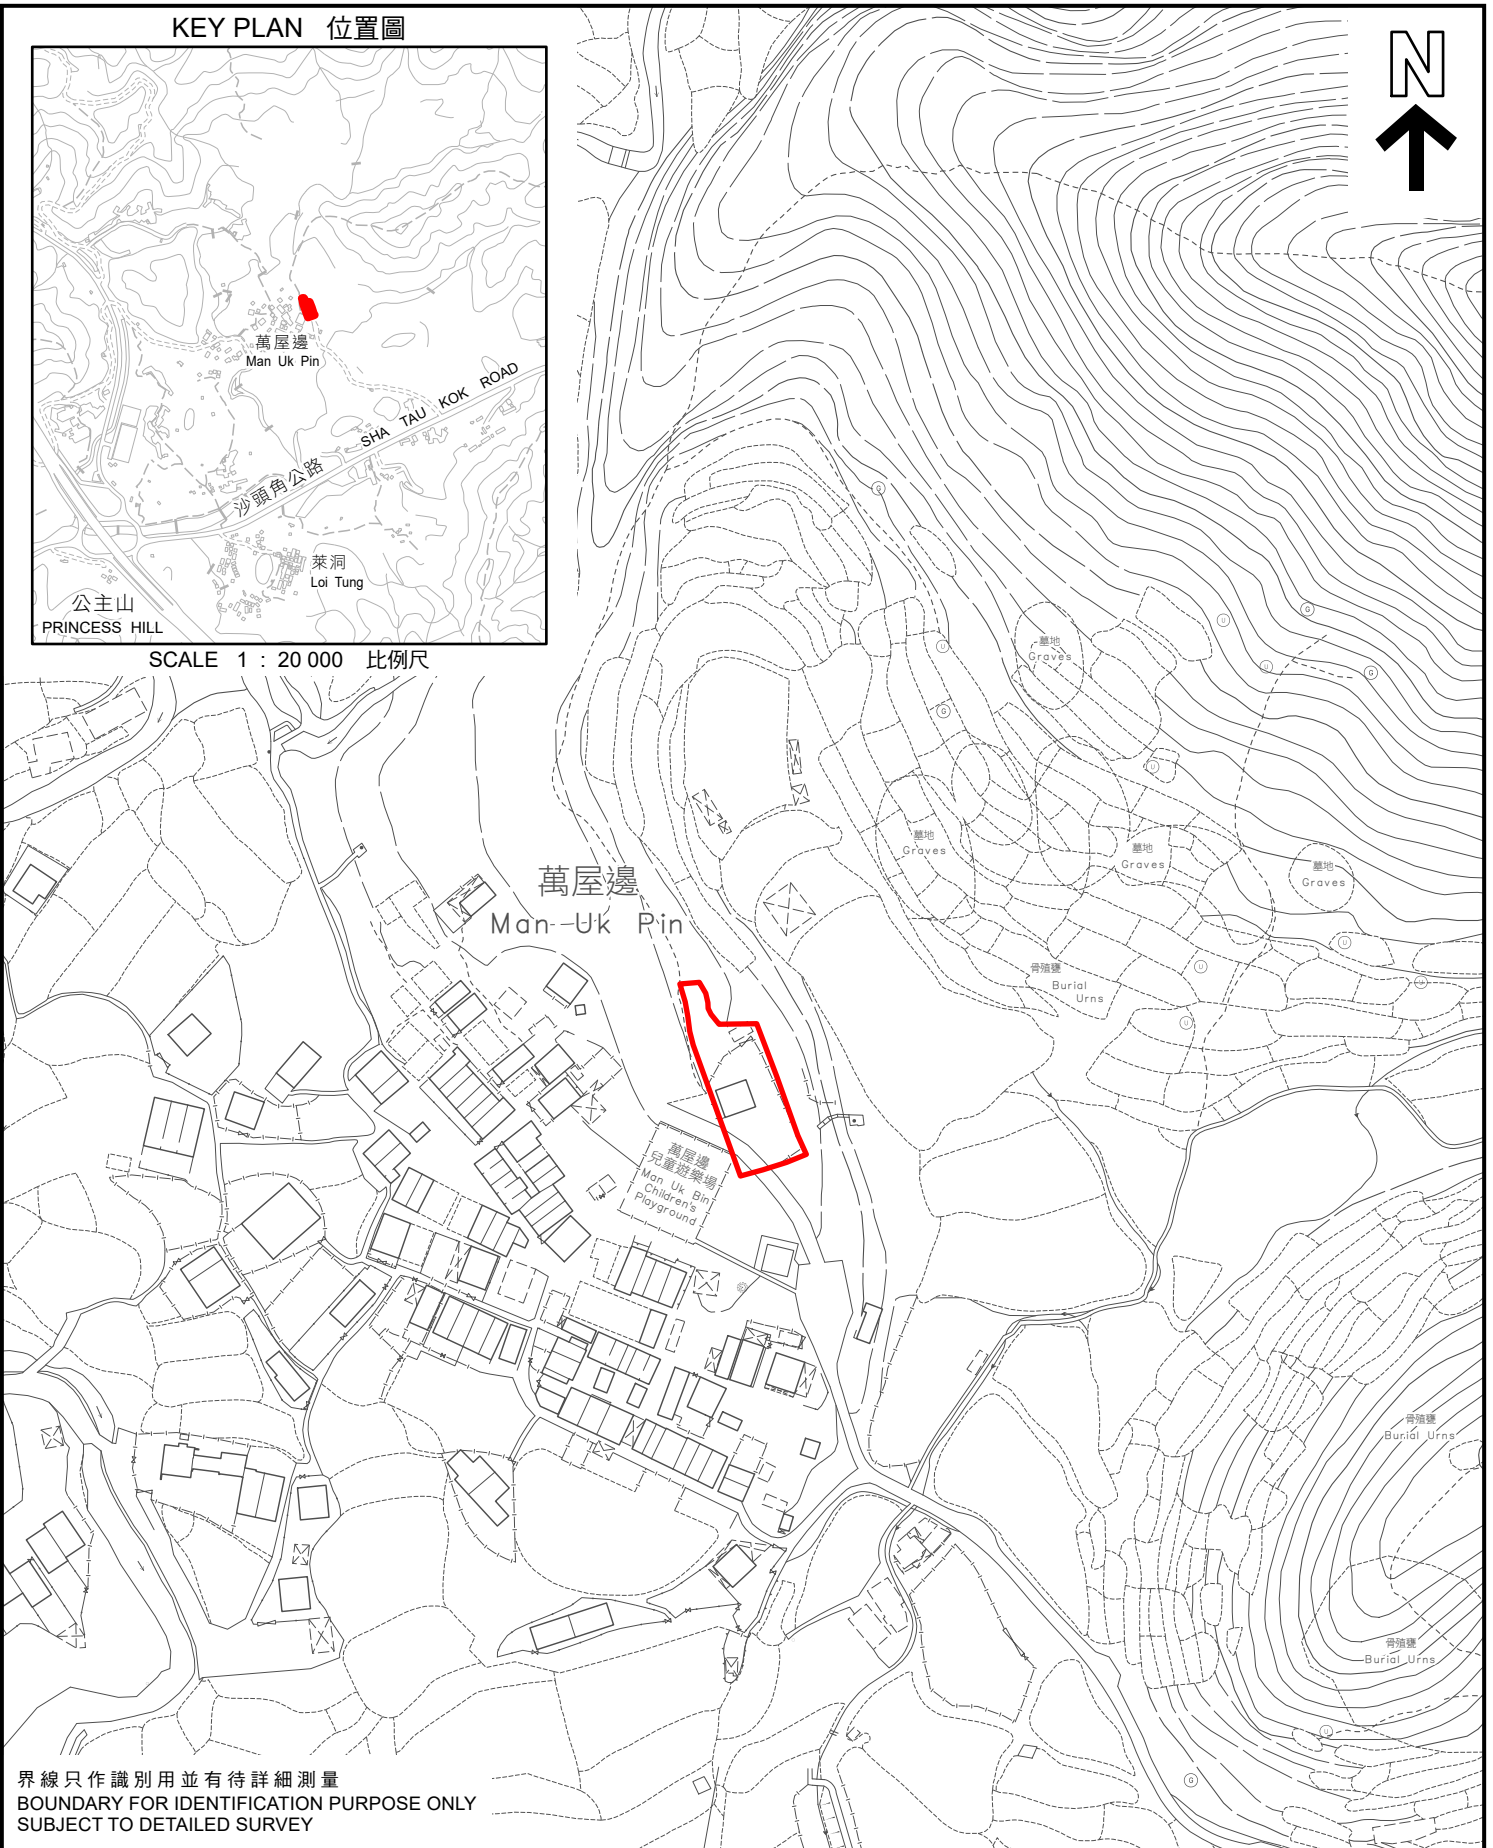 KEY PLAN 位置圖
N
萬屋邊
Man Uk Pin
SHA TAU KOK ROAD
沙頭角公路
萊洞
Loi Tung
公主山
PRINCESS HILL
SCALE 1 : 20 000 比例尺
G
墓地
Graves
U
G
U
U
U
G
G
U
墓地
Graves
墓地
Graves
墓地
Graves
萬屋邊
Man Uk Pin
U
骨殖甕
Burial
Urns
U
U
U
萬屋邊
兒童遊樂場
Man Uk Bin
Children's
Playground
骨殖甕
Burial Urns
骨殖甕
Burial Urns
U
G
界線只作識別用並有待詳細測量
BOUNDARY FOR IDENTIFICATION PURPOSE ONLY
SUBJECT TO DETAILED SURVEY